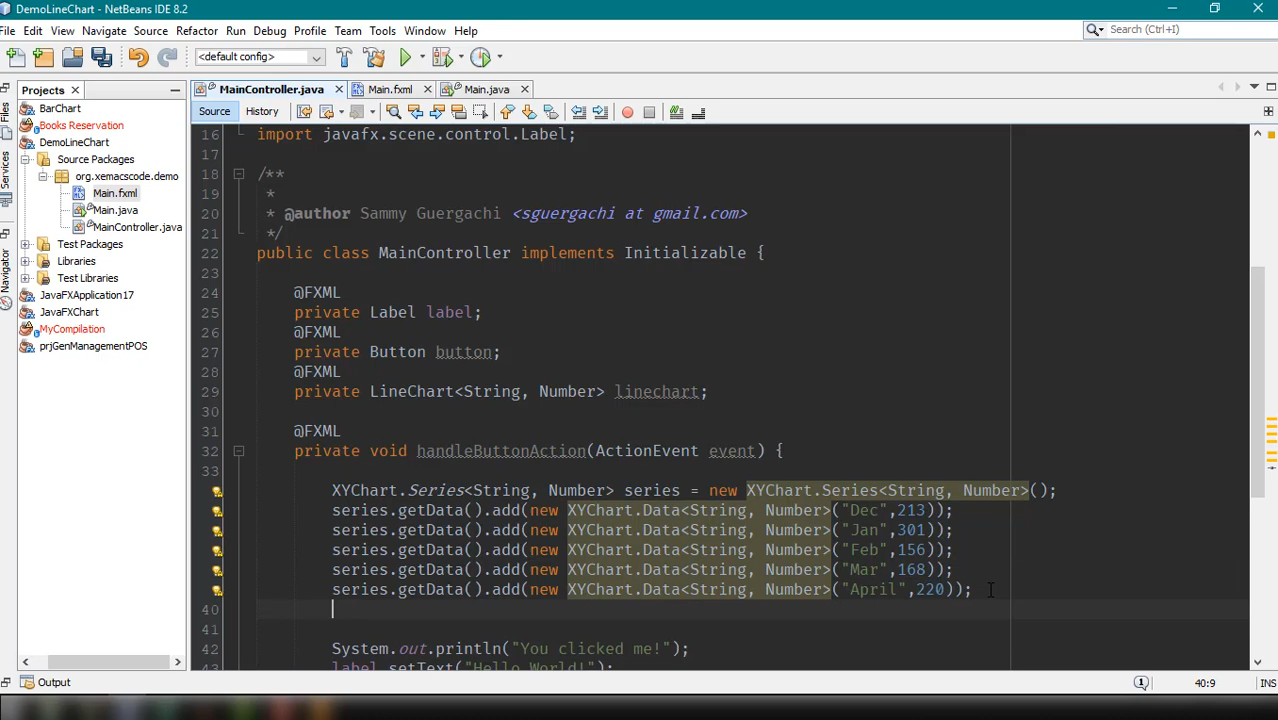 DemoLineChart - NetBeans IDE 8.2
File Edit View Navigate Source Refactor Run Debug Profile Team Tools Window Help
Search (Ctrl+I)
<default config>
Projects
MainController.java
Main.fxml
Main.java
Source History
Files
Services
Navigator
BarChart
Books Reservation
DemoLineChart
Source Packages
org.xemacscode.demo
Main.fxml
Main.java
MainController.java
Test Packages
Libraries
Test Libraries
JavaFXApplication17
JavaFXChart
MyCompilation
prjGenManagementPOS
16 import javafx.scene.control.Label;
17
18 /**
19 *
20 * @author Sammy Guergachi <sguergachi at gmail.com>
21 */
22 public class MainController implements Initializable {
23
24 @FXML
25 private Label label;
26 @FXML
27 private Button button;
28 @FXML
29 private LineChart<String, Number> linechart;
30
31 @FXML
32 private void handleButtonAction(ActionEvent event) {
33
XYChart.Series<String, Number> series = new XYChart.Series<String, Number>();
series.getData().add(new XYChart.Data<String, Number>("Dec",213));
series.getData().add(new XYChart.Data<String, Number>("Jan",301));
series.getData().add(new XYChart.Data<String, Number>("Feb",156));
series.getData().add(new XYChart.Data<String, Number>("Mar",168));
series.getData().add(new XYChart.Data<String, Number>("April",220));
40
41
42 System.out.println("You clicked me!");
43 label.setText("Hello World!");
Output
1
40:9
INS